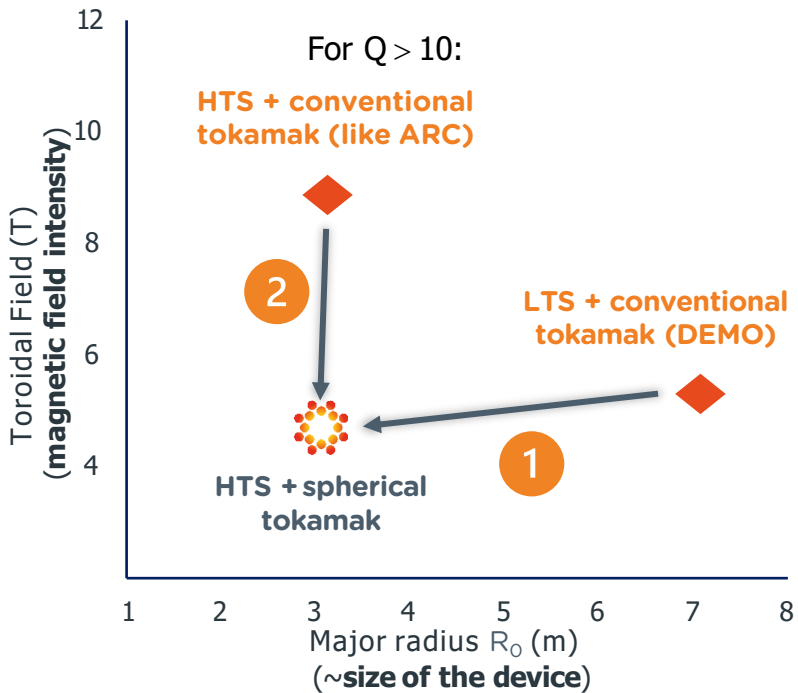 For Q > 10:
HTS + conventional
tokamak (like ARC)
2
LTS + conventional
tokamak (DEMO)
1
HTS + spherical
tokamak
Toroidal Field (T)
(magnetic field intensity)
12
10
8
6
4
1 2 3 4 5 6 7 8
Major radius R₀ (m)
(~size of the device)